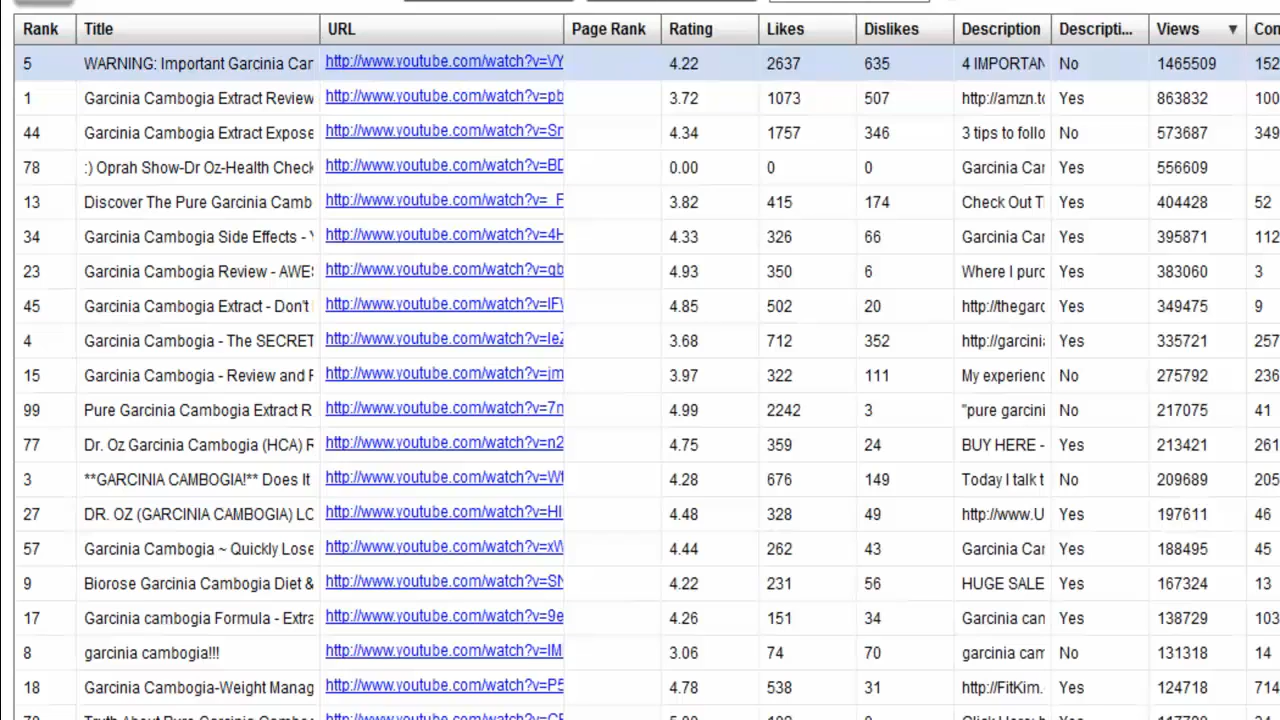 Rank Title URL Page Rank Rating Likes Dislikes Description Descripti... Views ▼ Con
5 WARNING: Important Garcinia Car http://www.youtube.com/watch?v=VY 4.22 2637 635 4 IMPORTAN No 1465509 152
1 Garcinia Cambogia Extract Review http://www.youtube.com/watch?v=pb 3.72 1073 507 http://amzn.to Yes 863832 100
44 Garcinia Cambogia Extract Expose http://www.youtube.com/watch?v=Sn 4.34 1757 346 3 tips to follo No 573687 349
78 :) Oprah Show-Dr Oz-Health Check http://www.youtube.com/watch?v=BD 0.00 0 0 Garcinia Car Yes 556609
13 Discover The Pure Garcinia Camb http://www.youtube.com/watch?v=_F 3.82 415 174 Check Out T Yes 404428 52
34 Garcinia Cambogia Side Effects - http://www.youtube.com/watch?v=4H 4.33 326 66 Garcinia Car Yes 395871 112
23 Garcinia Cambogia Review - AWE http://www.youtube.com/watch?v=qb 4.93 350 6 Where I purc Yes 383060 3
45 Garcinia Cambogia Extract - Don't http://www.youtube.com/watch?v=IF 4.85 502 20 http://thegarc Yes 349475 9
4 Garcinia Cambogia - The SECRET http://www.youtube.com/watch?v=IeZ 3.68 712 352 http://garcini Yes 335721 257
15 Garcinia Cambogia - Review and http://www.youtube.com/watch?v=jm 3.97 322 111 My experienc No 275792 236
99 Pure Garcinia Cambogia Extract R http://www.youtube.com/watch?v=7n 4.99 2242 3 "pure garcini No 217075 41
77 Dr. Oz Garcinia Cambogia (HCA) R http://www.youtube.com/watch?v=n2 4.75 359 24 BUY HERE - Yes 213421 261
3 **GARCINIA CAMBOGIA!** Does It http://www.youtube.com/watch?v=Wt 4.28 676 149 Today I talk t No 209689 205
27 DR. OZ (GARCINIA CAMBOGIA) LO http://www.youtube.com/watch?v=HI 4.48 328 49 http://www.U Yes 197611 46
57 Garcinia Cambogia ~ Quickly Lose http://www.youtube.com/watch?v=xW 4.44 262 43 Garcinia Car Yes 188495 45
9 Biorose Garcinia Cambogia Diet & http://www.youtube.com/watch?v=SN 4.22 231 56 HUGE SALE Yes 167324 13
17 Garcinia cambogia Formula - Extra http://www.youtube.com/watch?v=9e 4.26 151 34 Garcinia can Yes 138729 103
8 garcinia cambogia!!! http://www.youtube.com/watch?v=IM 3.06 74 70 garcinia cam No 131318 14
18 Garcinia Cambogia-Weight Manag http://www.youtube.com/watch?v=P5 4.78 538 31 http://FitKim. Yes 124718 714